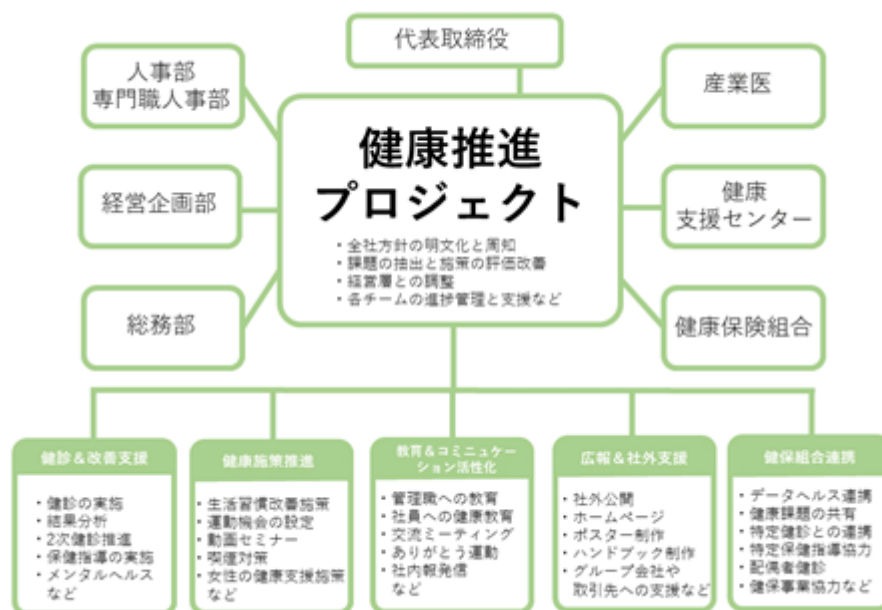 代表取締役
人事部
専門職人事部
経営企画部
総務部
健康推進
プロジェクト
・全社方針の明文化と周知
・課題の抽出と施策の評価改善
・経営層との調整
・各チームの進捗管理と支援など
産業医
健康
支援センター
健康保険組合
健診＆改善支援
・健診の実施
・結果分析
・2次健診推進
・保健指導の実施
・メンタルヘルス
など
健康施策推進
・生活習慣改善施策
・運動機会の設定
・動画セミナー
・喫煙対策
・女性の健康支援施策
など
教育＆コミニュケー
ション活性化
・管理職への教育
・社員への健康教育
・交流ミーティング
・ありがとう運動
・社内報発信
など
広報＆社外支援
・社外公開
・ホームページ
・ポスター制作
・ハンドブック制作
・グループ会社や
取引先への支援など
健保組合連携
・データヘルス連携
・健康課題の共有
・特定健診との連携
・特定保健指導協力
・配偶者健診
・健保事業協力など